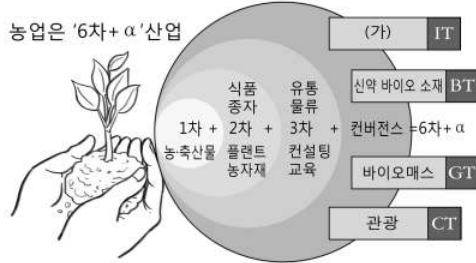 농업은 '6차+α'산업
(가) IT
신약 바이오 소재 BT
식품 유통
종자 물류
1차 + 2차 + 3차 + 컨버전스 =6차+α
농·축산물 플랜트 컨설팅
농자재 교육
바이오매스 GT
관광 CT